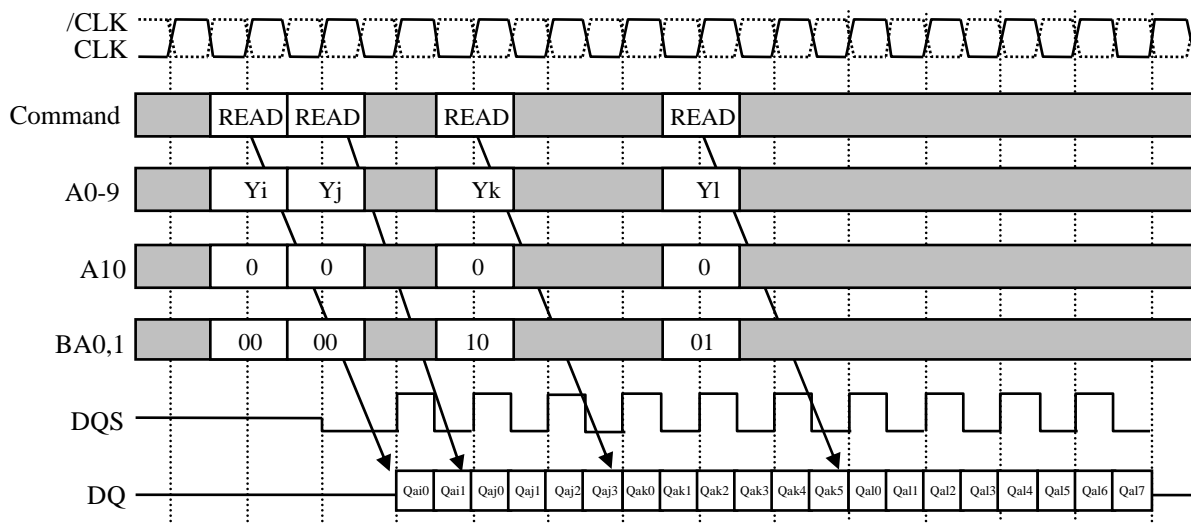 /CLK
CLK
Command READ READ READ READ
A0-9 Yi Yj Yk Yl
A10 0 0 0 0
BA0,1 00 00 10 01
DQS
DQ Qai0 Qai1 Qaj0 Qaj1 Qaj2 Qaj3 Qak0 Qak1 Qak2 Qak3 Qak4 Qak5 Qal0 Qal1 Qal2 Qal3 Qal4 Qal5 Qal6 Qal7